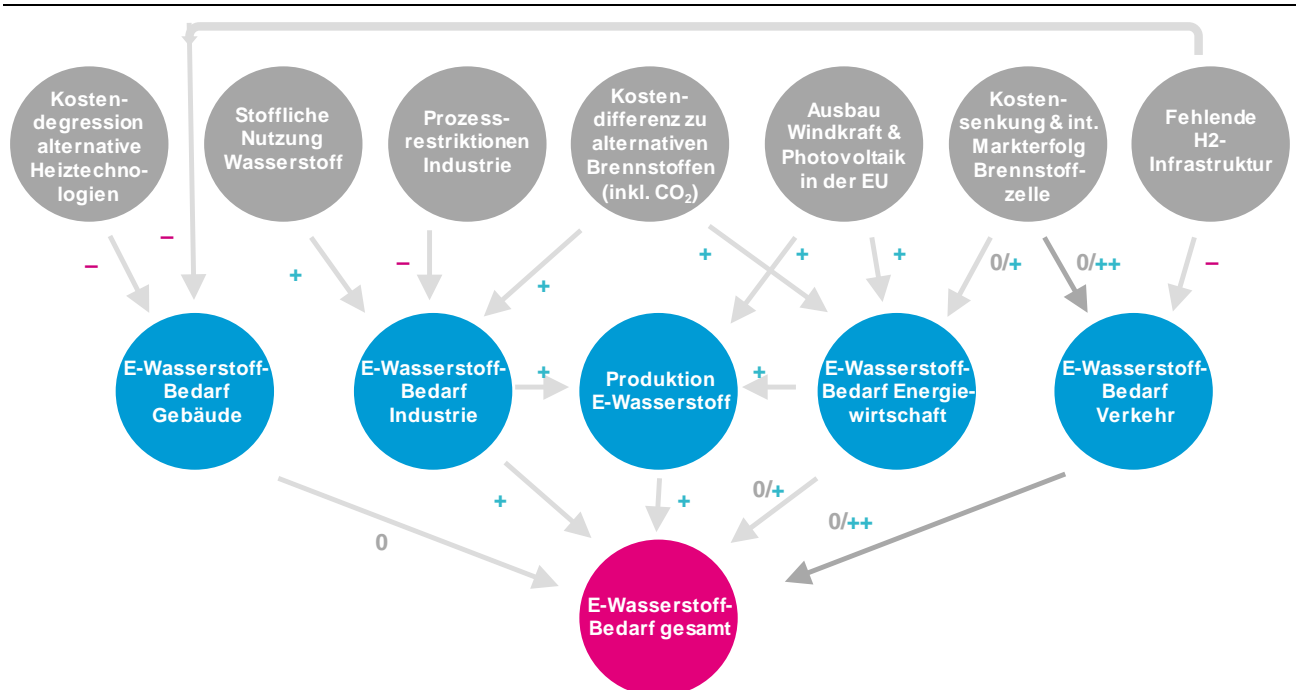 Kosten-
degression
alternative
Heiztechno-
logien
Stoffliche
Nutzung
Wasserstoff
Prozess-
restriktionen
Industrie
Kosten-
differenz zu
alternativen
Brennstoffen
(inkl. CO₂)
Ausbau
Windkraft &
Photovoltaik
in der EU
Kosten-
senkung & int.
Markterfolg
Brennstoff-
zelle
Fehlende
H2-
Infrastruktur
–
–
+
–
+
+
+
+
0/+
0/++
–
E-Wasserstoff-
Bedarf
Gebäude
E-Wasserstoff-
Bedarf
Industrie
+
Produktion
E-Wasserstoff
+
E-Wasserstoff-
Bedarf Energie-
wirtschaft
E-Wasserstoff-
Bedarf
Verkehr
0
+
+
0/+
0/++
E-Wasserstoff-
Bedarf gesamt